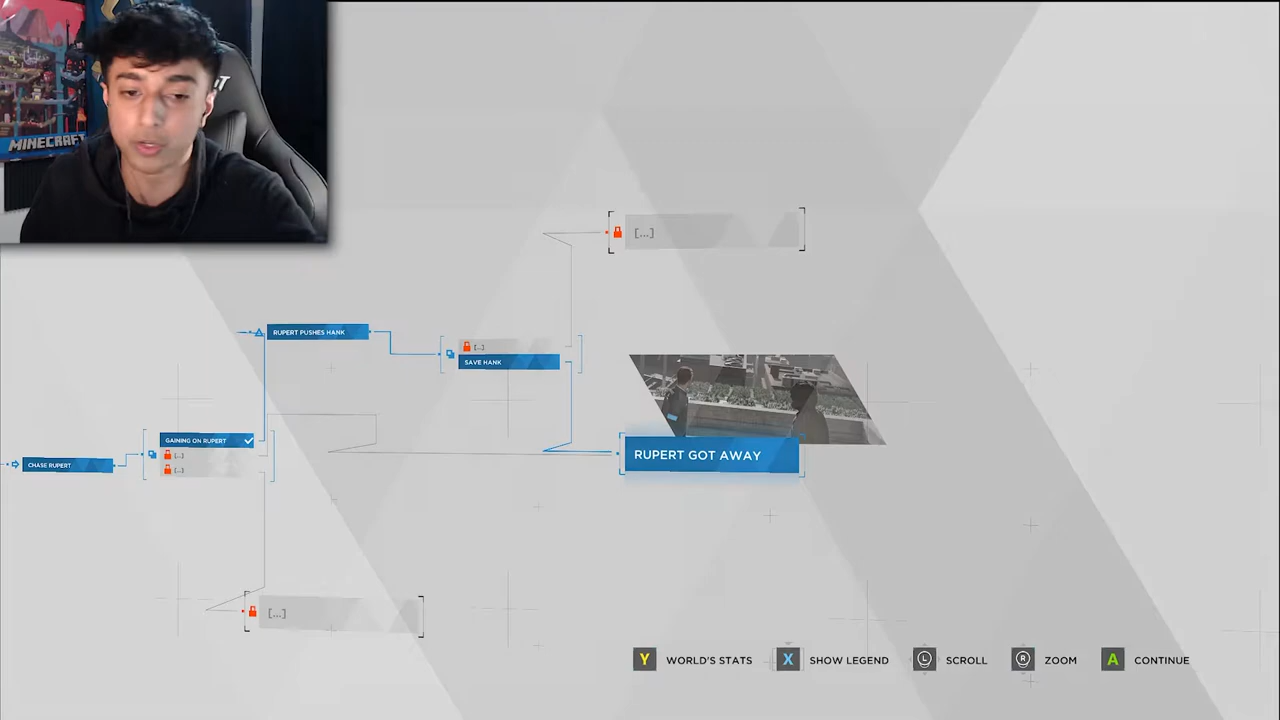 MINECRAFT
[...]
RUPERT PUSHES HANK
[...]
SAVE HANK
GAINING ON RUPERT
[...]
[...]
CHASE RUPERT
RUPERT GOT AWAY
[...]
Y WORLD'S STATS X SHOW LEGEND L SCROLL R ZOOM A CONTINUE